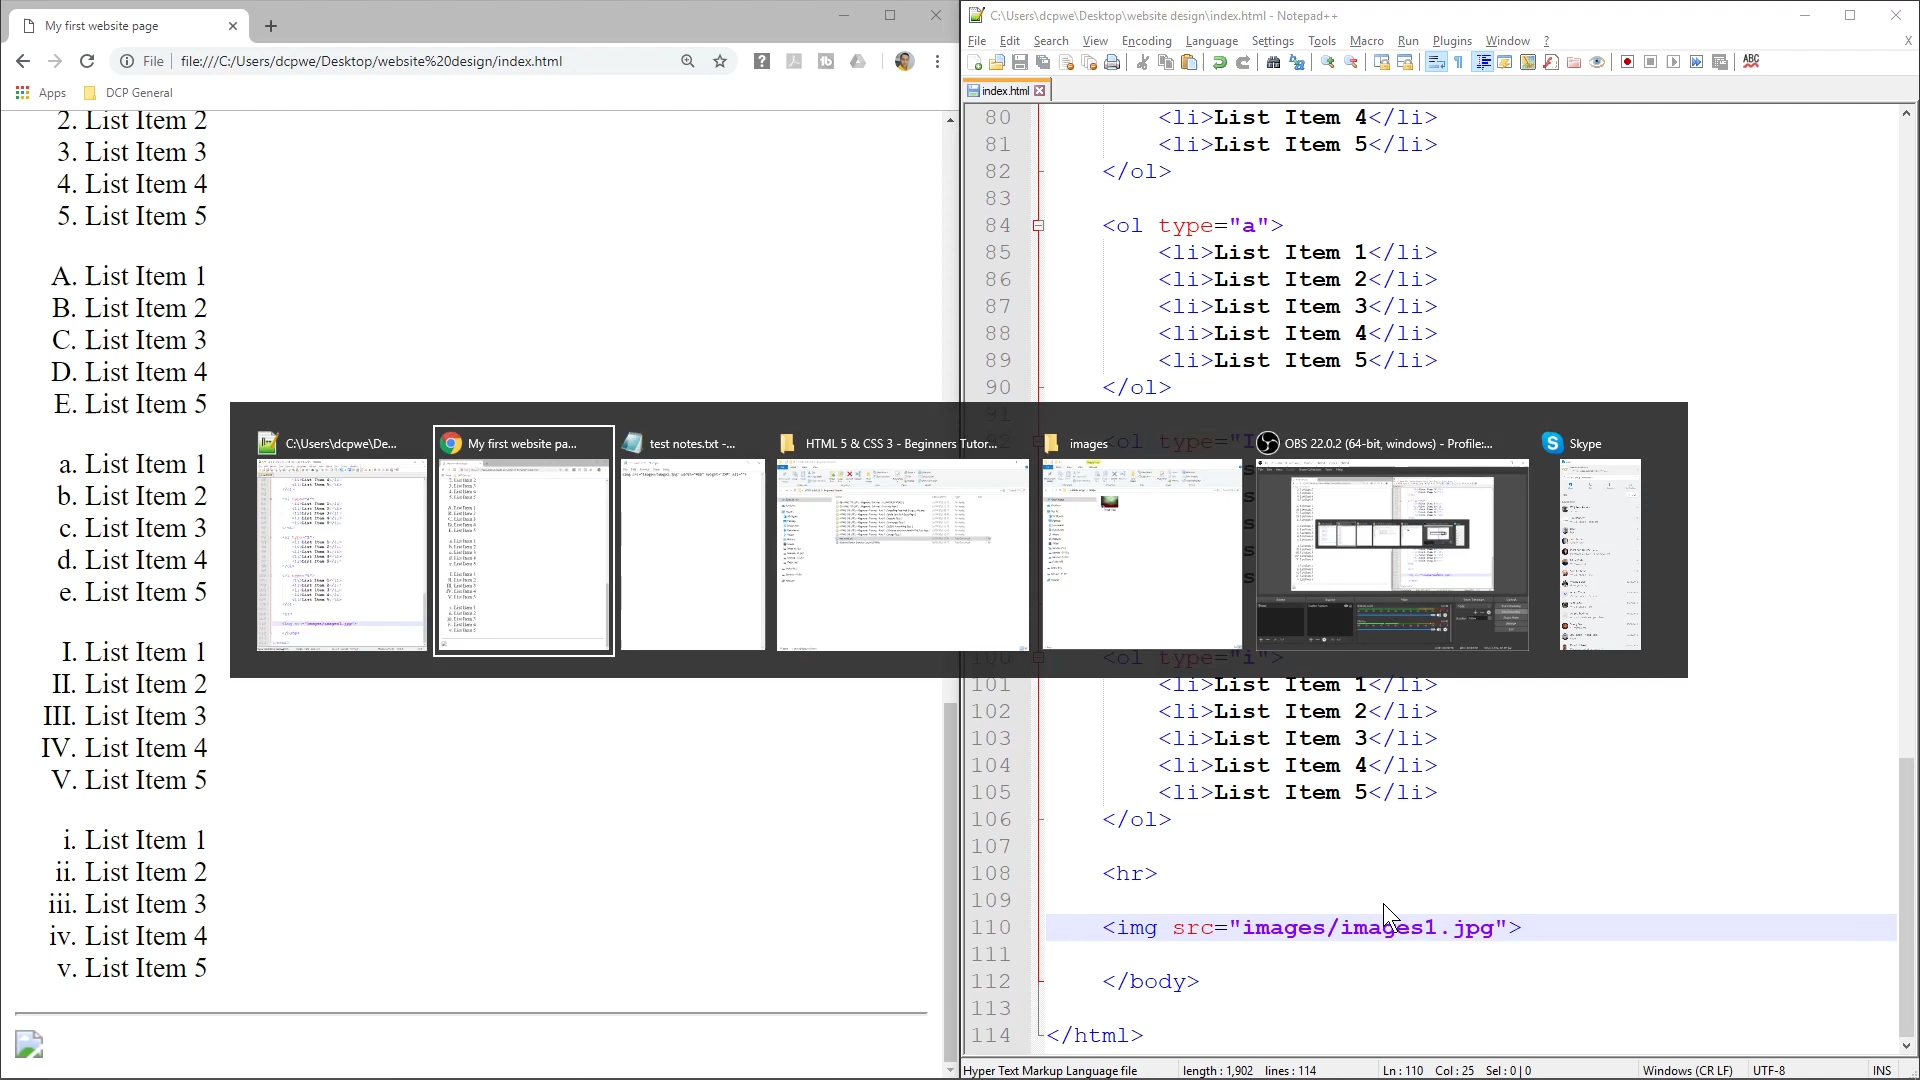 My first website page
File
file:///C:/Users/dcpwe/Desktop/website%20design/index.html
Apps
DCP General
2. List Item 2
3. List Item 3
4. List Item 4
5. List Item 5
A. List Item 1
B. List Item 2
C. List Item 3
D. List Item 4
E. List Item 5
a. List Item 1
b. List Item 2
c. List Item 3
d. List Item 4
e. List Item 5
I. List Item 1
II. List Item 2
III. List Item 3
IV. List Item 4
V. List Item 5
i. List Item 1
ii. List Item 2
iii. List Item 3
iv. List Item 4
v. List Item 5
C:\Users\dcpwe\De...
My first website pa...
test notes.txt -...
HTML 5 & CSS 3 - Beginners Tutor...
images
OBS 22.0.2 (64-bit, windows) - Profile:...
Skype
C:\Users\dcpwe\Desktop\website design\index.html - Notepad++
File Edit Search View Encoding Language Settings Tools Macro Run Plugins Window ?
X
ABC
index.html
80 <li>List Item 4</li>
81 <li>List Item 5</li>
82 </ol>
83
84 <ol type="a">
85 <li>List Item 1</li>
86 <li>List Item 2</li>
87 <li>List Item 3</li>
88 <li>List Item 4</li>
89 <li>List Item 5</li>
90 </ol>
91
100 <ol type="i">
101 <li>List Item 1</li>
102 <li>List Item 2</li>
103 <li>List Item 3</li>
104 <li>List Item 4</li>
105 <li>List Item 5</li>
106 </ol>
107
108 <hr>
109
110 <img src="images/images1.jpg">
111
112 </body>
113
114 </html>
Hyper Text Markup Language file
length : 1,902 lines : 114
Ln : 110 Col : 25 Sel : 0 | 0
Windows (CR LF)
UTF-8
INS